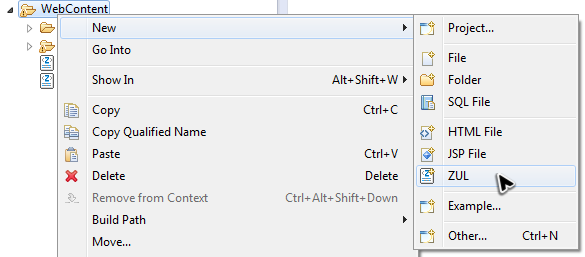 WebContent
New
Go Into
Show In Alt+Shift+W
Copy Ctrl+C
Copy Qualified Name
Paste Ctrl+V
Delete Delete
Remove from Context Ctrl+Alt+Shift+Down
Build Path
Move...
Project...
File
Folder
SQL File
HTML File
JSP File
ZUL
Example...
Other... Ctrl+N